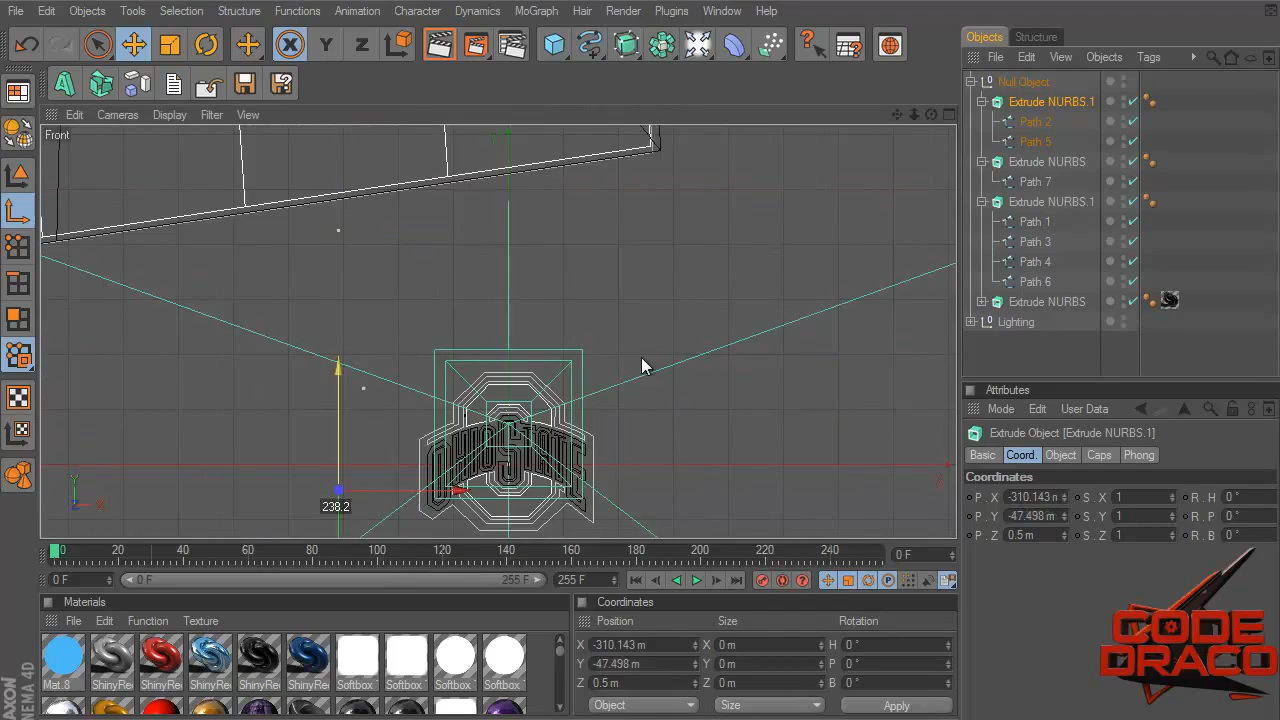 File Edit Objects Tools Selection Structure Functions Animation Character Dynamics MoGraph Hair Render Plugins Window Help
Objects Structure
File Edit View Objects Tags
Null Object
Extrude NURBS.1
Path 2
Path 5
Extrude NURBS
Path 7
Extrude NURBS.1
Path 1
Path 3
Path 4
Path 6
Extrude NURBS
Lighting
Edit Cameras Display Filter View
Front
238.2
Attributes
Mode Edit User Data
Extrude Object [Extrude NURBS.1]
Basic Coord. Object Caps Phong
Coordinates
P . X -310.143 m S . X 1 R . H 0 °
P . Y -47.498 m S . Y 1 R . P 0 °
P . Z 0.5 m S . Z 1 R . B 0 °
0 20 40 60 80 100 120 140 160 180 200 220 240 0 F
0 F 0 F 255 F 255 F
Materials
File Edit Function Texture
Mat.8 ShinyRe ShinyRe ShinyRe ShinyRe ShinyRe Softbox Softbox Softbox Softbox
Coordinates
Position Size Rotation
X -310.143 m X 0 m H 0 °
Y -47.498 m Y 0 m P 0 °
Z 0.5 m Z 0 m B 0 °
Object Size Apply
CODE
DRACO